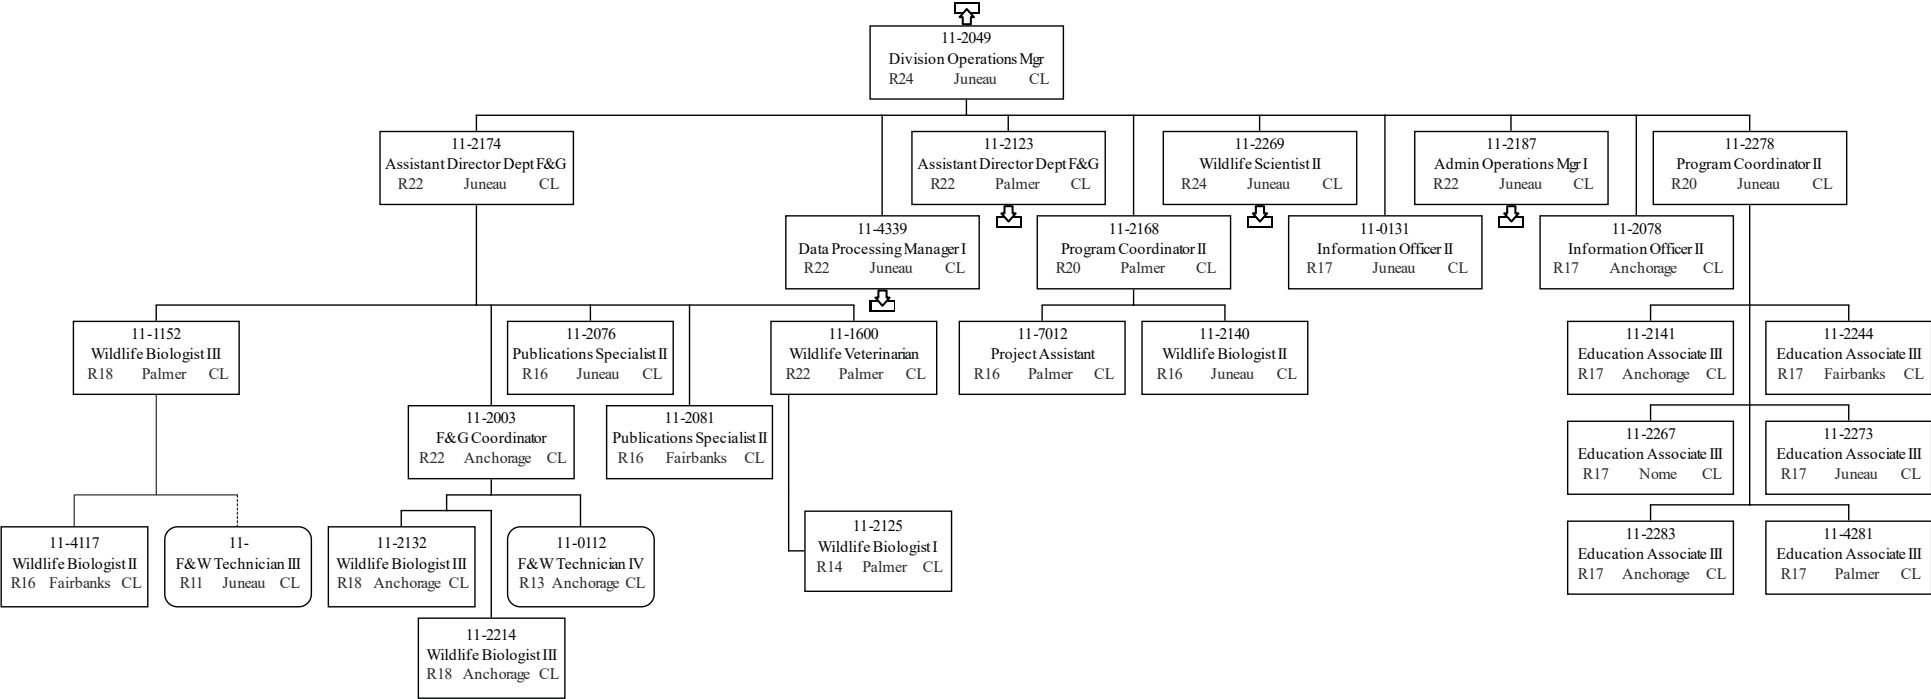 11-2049
Division Operations Mgr
R24 Juneau CL
11-2174
Assistant Director Dept F&G
R22 Juneau CL
11-2123
Assistant Director Dept F&G
R22 Palmer CL
11-2269
Wildlife Scientist II
R24 Juneau CL
11-2187
Admin Operations Mgr I
R22 Juneau CL
11-2278
Program Coordinator II
R20 Juneau CL
11-4339
Data Processing Manager I
R22 Juneau CL
11-2168
Program Coordinator II
R20 Palmer CL
11-0131
Information Officer II
R17 Juneau CL
11-2078
Information Officer II
R17 Anchorage CL
11-1152
Wildlife Biologist III
R18 Palmer CL
11-2076
Publications Specialist II
R16 Juneau CL
11-1600
Wildlife Veterinarian
R22 Palmer CL
11-7012
Project Assistant
R16 Palmer CL
11-2140
Wildlife Biologist II
R16 Juneau CL
11-2141
Education Associate III
R17 Anchorage CL
11-2244
Education Associate III
R17 Fairbanks CL
11-2003
F&G Coordinator
R22 Anchorage CL
11-2081
Publications Specialist II
R16 Fairbanks CL
11-2267
Education Associate III
R17 Nome CL
11-2273
Education Associate III
R17 Juneau CL
11-4117
Wildlife Biologist II
R16 Fairbanks CL
11-
F&W Technician III
R11 Juneau CL
11-2132
Wildlife Biologist III
R18 Anchorage CL
11-0112
F&W Technician IV
R13 Anchorage CL
11-2125
Wildlife Biologist I
R14 Palmer CL
11-2283
Education Associate III
R17 Anchorage CL
11-4281
Education Associate III
R17 Palmer CL
11-2214
Wildlife Biologist III
R18 Anchorage CL